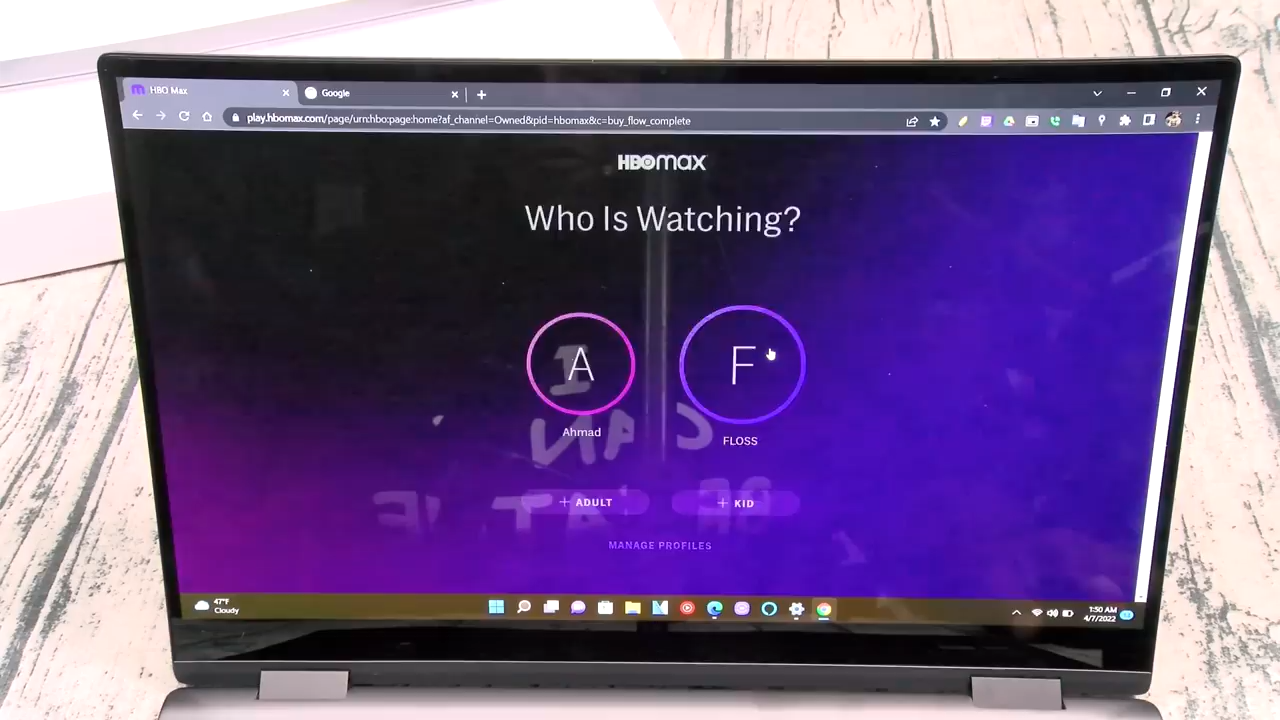 HBO Max
Google
play.hbomax.com/page/urn:hbo:page:home?af_channel=Owned&pid=hbomax&c=buy_flow_complete
HBOMAX
Who Is Watching?
A
F
Ahmad
FLOSS
+ ADULT
+ KID
MANAGE PROFILES
47°F
Cloudy
1:50 AM
4/7/2022